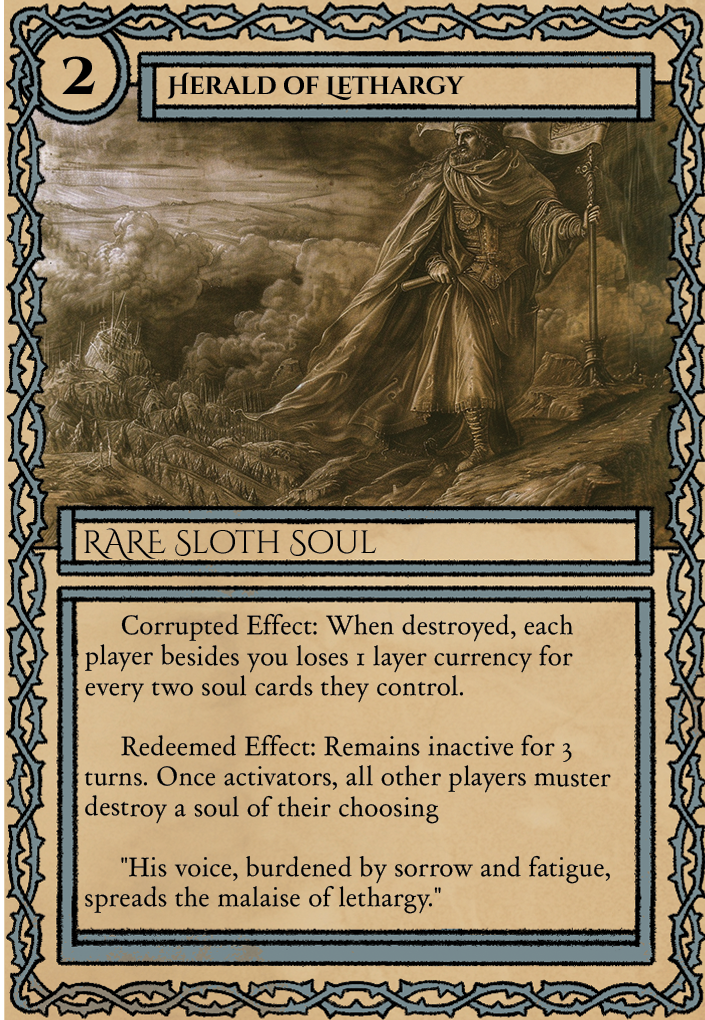 2
Herald of Lethargy
Rare Sloth Soul
Corrupted Effect: When destroyed, each
player besides you loses 1 layer currency for
every two soul cards they control.
Redeemed Effect: Remains inactive for 3
turns. Once activators, all other players muster
destroy a soul of their choosing
"His voice, burdened by sorrow and fatigue,
spreads the malaise of lethargy."